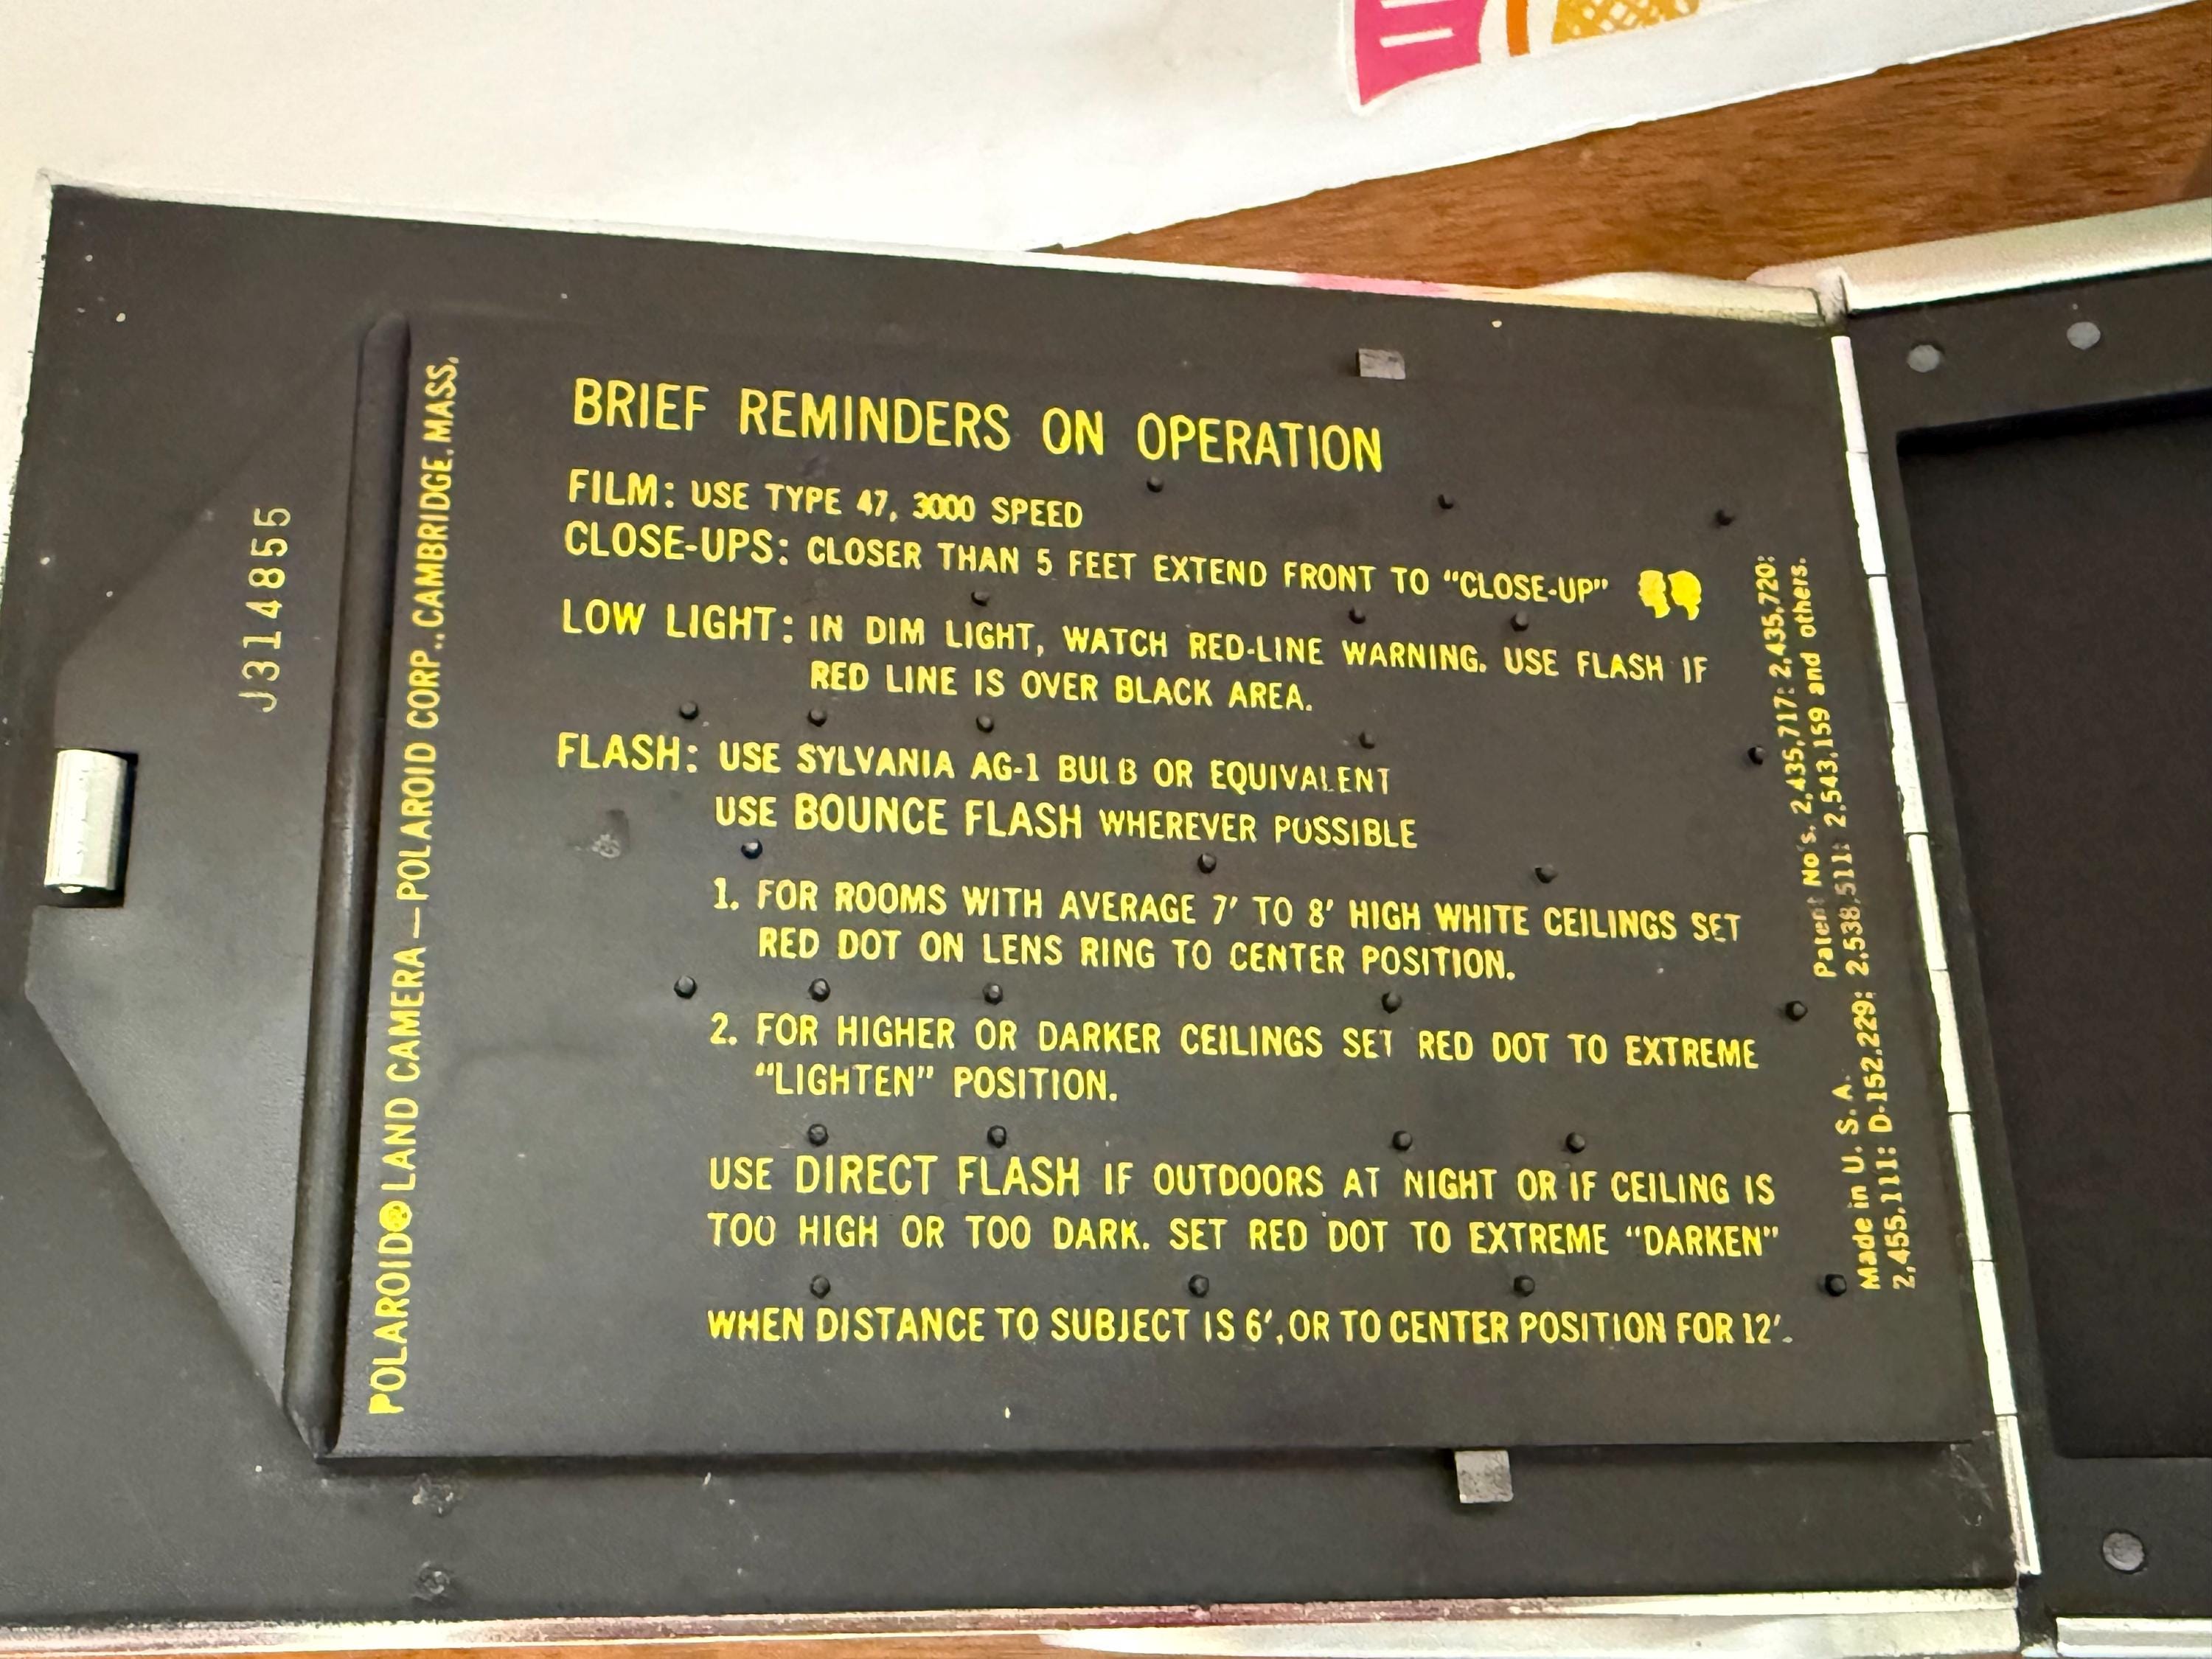 J314855
POLAROID® LAND CAMERA—POLAROID CORP., CAMBRIDGE, MASS.
BRIEF REMINDERS ON OPERATION
FILM: USE TYPE 47, 3000 SPEED
CLOSE-UPS: CLOSER THAN 5 FEET EXTEND FRONT TO "CLOSE-UP"
LOW LIGHT: IN DIM LIGHT, WATCH RED-LINE WARNING. USE FLASH IF
RED LINE IS OVER BLACK AREA.
FLASH: USE SYLVANIA AG-1 BULB OR EQUIVALENT
USE BOUNCE FLASH WHEREVER POSSIBLE
1. FOR ROOMS WITH AVERAGE 7' TO 8' HIGH WHITE CEILINGS SET
RED DOT ON LENS RING TO CENTER POSITION.
2. FOR HIGHER OR DARKER CEILINGS SET RED DOT TO EXTREME
"LIGHTEN" POSITION.
USE DIRECT FLASH IF OUTDOORS AT NIGHT OR IF CEILING IS
TOO HIGH OR TOO DARK. SET RED DOT TO EXTREME "DARKEN"
WHEN DISTANCE TO SUBJECT IS 6', OR TO CENTER POSITION FOR 12'.
Patent No's. 2,435,717: 2,435,720:
Made in U. S. A. 2,455,111: D-152,229: 2,538,511: 2,543,159 and others.